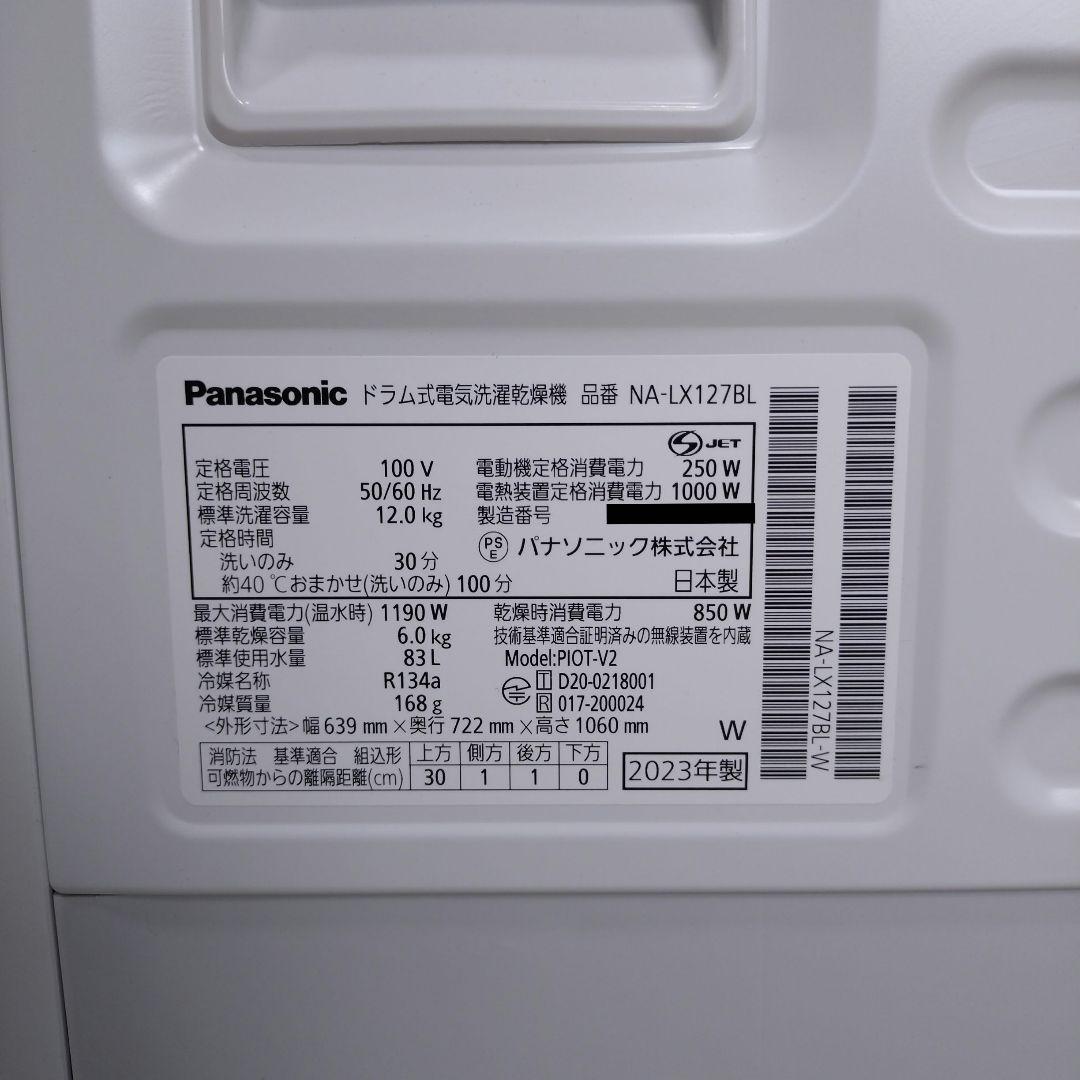 Panasonic ドラム式電気洗濯乾燥機 品番 NA-LX127BL
JET
定格電圧 100 V 電動機定格消費電力 250 W
定格周波数 50/60 Hz 電熱装置定格消費電力 1000 W
標準洗濯容量 12.0 kg 製造番号
定格時間 PSE パナソニック株式会社
洗いのみ 30分
約40℃おまかせ(洗いのみ) 100分 日本製
最大消費電力(温水時) 1190 W 乾燥時消費電力 850 W
標準乾燥容量 6.0 kg 技術基準適合証明済みの無線装置を内蔵
標準使用水量 83 L Model:PIOT-V2
冷媒名称 R134a T D20-0218001
冷媒質量 168 g R 017-200024
<外形寸法>幅 639 mm×奥行 722 mm×高さ 1060 mm W
消防法 基準適合 組込形 上方 側方 後方 下方
可燃物からの離隔距離(cm) 30 1 1 0 2023年製
NA-LX127BL-W